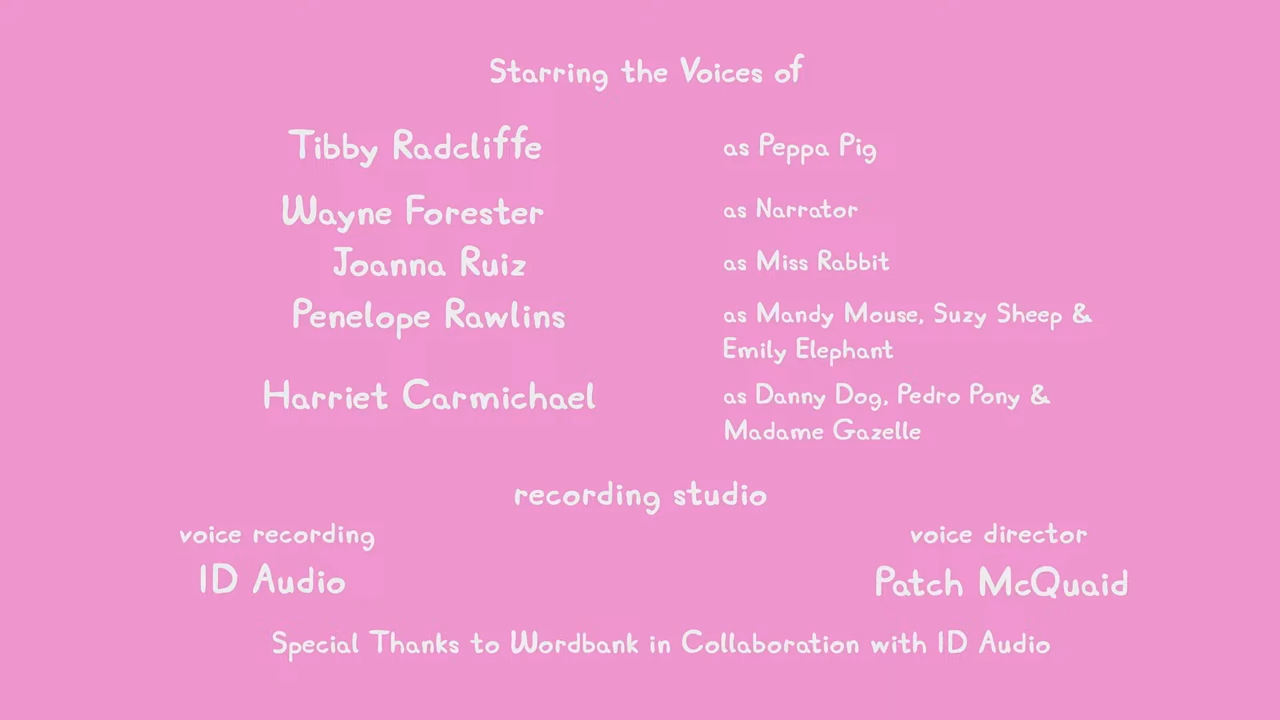 Starring the Voices of
Tibby Radcliffe as Peppa Pig
Wayne Forester as Narrator
Joanna Ruiz as Miss Rabbit
Penelope Rawlins as Mandy Mouse, Suzy Sheep &
Emily Elephant
Harriet Carmichael as Danny Dog, Pedro Pony &
Madame Gazelle
recording studio
voice recording voice director
ID Audio Patch McQuaid
Special Thanks to Wordbank in Collaboration with ID Audio